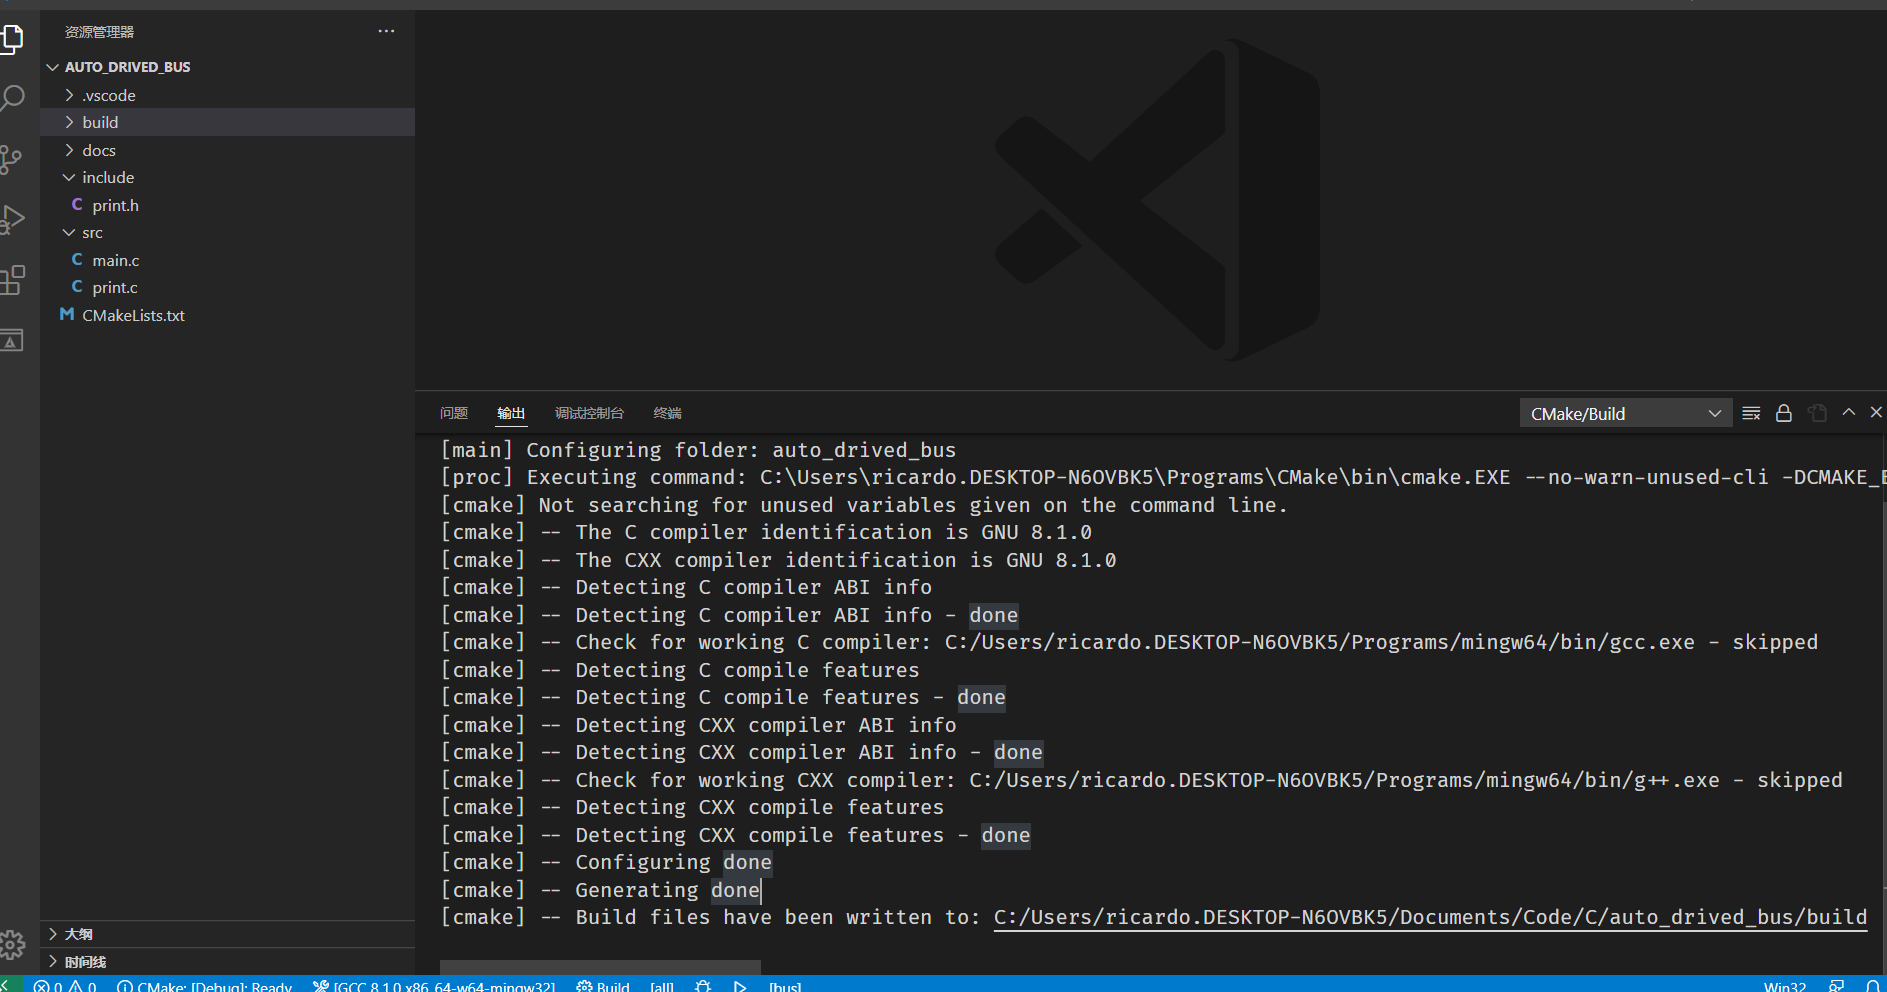 资源管理器
AUTO_DRIVED_BUS
.vscode
build
docs
include
C print.h
src
C main.c
C print.c
M CMakeLists.txt
大纲
时间线
问题 输出 调试控制台 终端 CMake/Build
[main] Configuring folder: auto_drived_bus
[proc] Executing command: C:\Users\ricardo.DESKTOP-N6OVBK5\Programs\CMake\bin\cmake.EXE --no-warn-unused-cli -DCMAKE_E
[cmake] Not searching for unused variables given on the command line.
[cmake] -- The C compiler identification is GNU 8.1.0
[cmake] -- The CXX compiler identification is GNU 8.1.0
[cmake] -- Detecting C compiler ABI info
[cmake] -- Detecting C compiler ABI info - done
[cmake] -- Check for working C compiler: C:/Users/ricardo.DESKTOP-N6OVBK5/Programs/mingw64/bin/gcc.exe - skipped
[cmake] -- Detecting C compile features
[cmake] -- Detecting C compile features - done
[cmake] -- Detecting CXX compiler ABI info
[cmake] -- Detecting CXX compiler ABI info - done
[cmake] -- Check for working CXX compiler: C:/Users/ricardo.DESKTOP-N6OVBK5/Programs/mingw64/bin/g++.exe - skipped
[cmake] -- Detecting CXX compile features
[cmake] -- Detecting CXX compile features - done
[cmake] -- Configuring done
[cmake] -- Generating done
[cmake] -- Build files have been written to: C:/Users/ricardo.DESKTOP-N6OVBK5/Documents/Code/C/auto_drived_bus/build
0 0 CMake: [Debug]: Ready [GCC 8.1.0 x86_64-w64-mingw32] Build [all] [bus] Win32